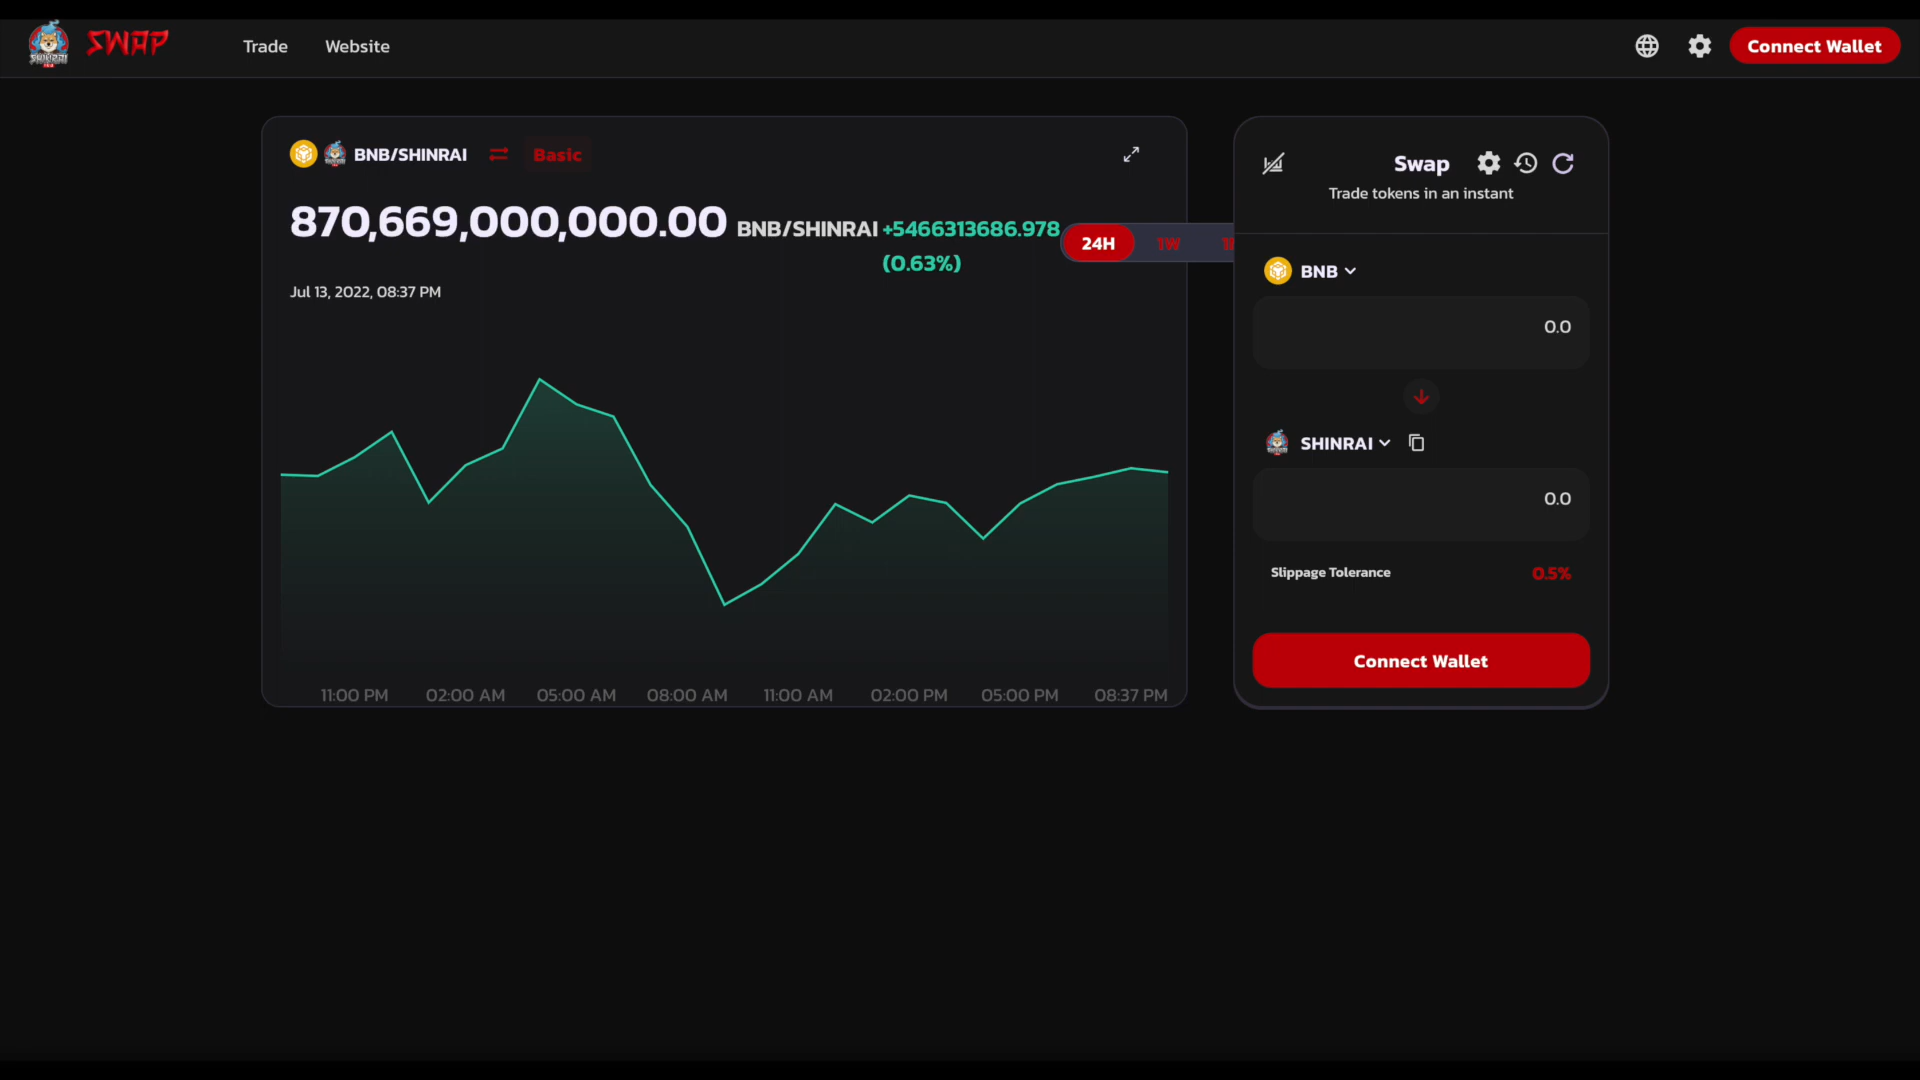 SWAP
Trade
Website
Connect Wallet
BNB/SHINRAI
Basic
870,669,000,000.00 BNB/SHINRAI +5466313686.978
(0.63%)
24H
1W
Jul 13, 2022, 08:37 PM
11:00 PM 02:00 AM 05:00 AM 08:00 AM 11:00 AM 02:00 PM 05:00 PM 08:37 PM
Swap
Trade tokens in an instant
BNB
0.0
SHINRAI
0.0
Slippage Tolerance 0.5%
Connect Wallet